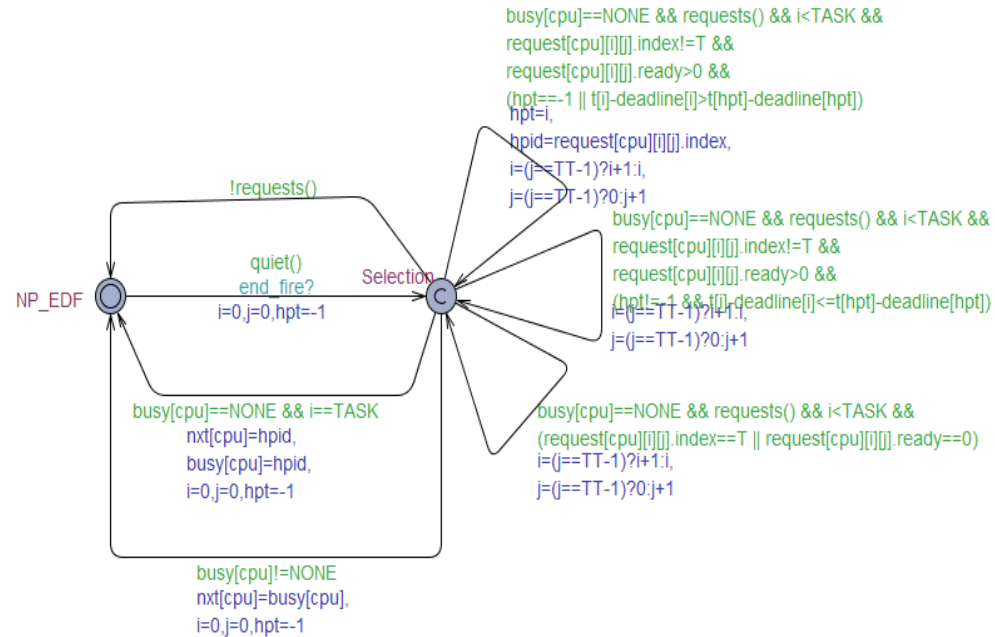 busy[cpu]==NONE && requests() && i<TASK &&
request[cpu][i][j].index!=T &&
request[cpu][i][j].ready>0 &&
(hpt==-1 || t[i]-deadline[i]>t[hpt]-deadline[hpt])
hpt=i,
hpid=request[cpu][i][j].index,
i=(j==TT-1)?i+1:i,
j=(j==TT-1)?0:j+1
!requests()
busy[cpu]==NONE && requests() && i<TASK &&
request[cpu][i][j].index!=T &&
request[cpu][i][j].ready>0 &&
(hpt!=-1 && t[i]-deadline[i]<=t[hpt]-deadline[hpt])
i=(j==TT-1)?i+1:i,
j=(j==TT-1)?0:j+1
quiet()
end_fire?
i=0,j=0,hpt=-1
Selection
C
NP_EDF
busy[cpu]==NONE && i==TASK
nxt[cpu]=hpid,
busy[cpu]=hpid,
i=0,j=0,hpt=-1
busy[cpu]==NONE && requests() && i<TASK &&
(request[cpu][i][j].index==T || request[cpu][i][j].ready==0)
i=(j==TT-1)?i+1:i,
j=(j==TT-1)?0:j+1
busy[cpu]!=NONE
nxt[cpu]=busy[cpu],
i=0,j=0,hpt=-1